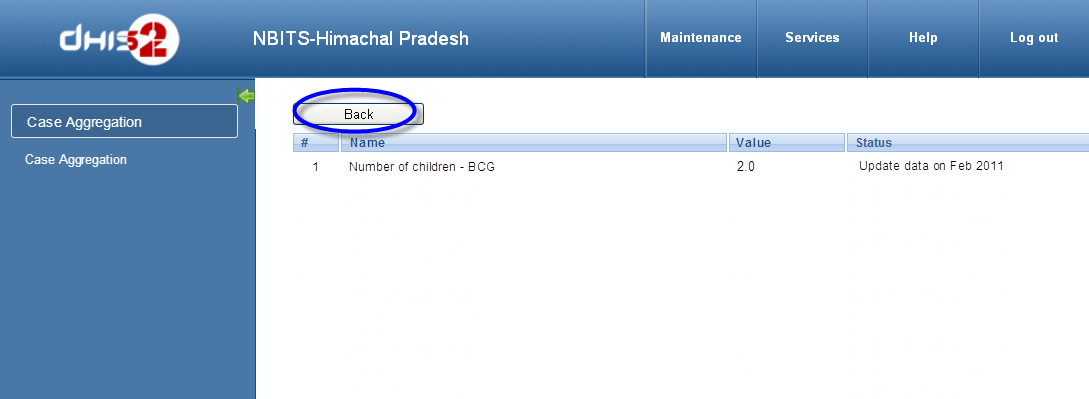 dhis2 NBITS-Himachal Pradesh Maintenance Services Help Log out
Case Aggregation
Case Aggregation
Back
# Name Value Status
1 Number of children - BCG 2.0 Update data on Feb 2011